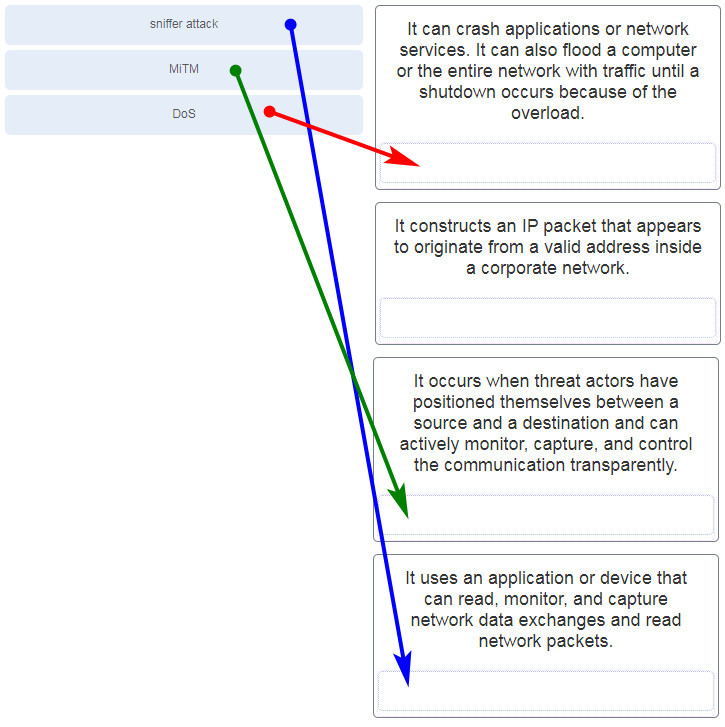 sniffer attack
MiTM
DoS
It can crash applications or network
services. It can also flood a computer
or the entire network with traffic until a
shutdown occurs because of the
overload.
It constructs an IP packet that appears
to originate from a valid address inside
a corporate network.
It occurs when threat actors have
positioned themselves between a
source and a destination and can
actively monitor, capture, and control
the communication transparently.
It uses an application or device that
can read, monitor, and capture
network data exchanges and read
network packets.